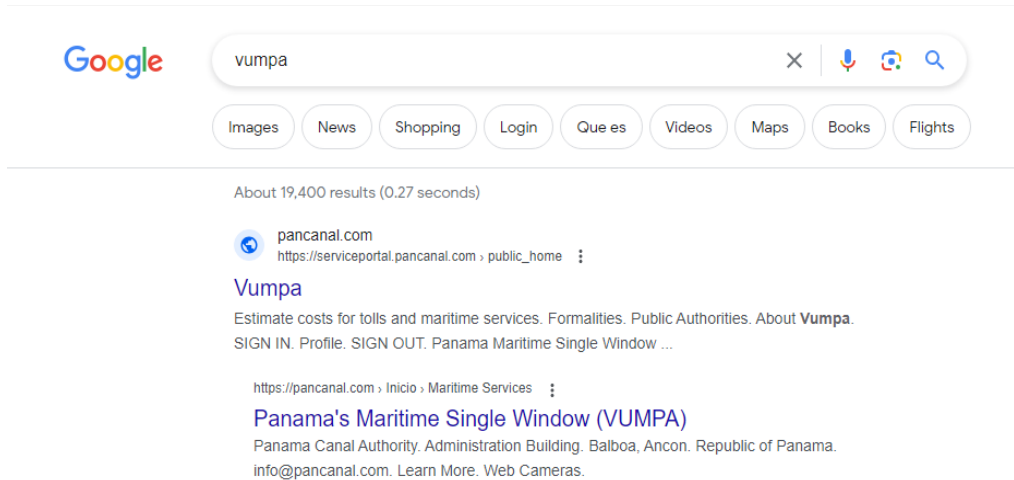 Google
vumpa
Images News Shopping Login Que es Videos Maps Books Flights
About 19,400 results (0.27 seconds)
pancanal.com
https://serviceportal.pancanal.com › public_home
Vumpa
Estimate costs for tolls and maritime services. Formalities. Public Authorities. About Vumpa.
SIGN IN. Profile. SIGN OUT. Panama Maritime Single Window ...
https://pancanal.com › Inicio › Maritime Services
Panama's Maritime Single Window (VUMPA)
Panama Canal Authority. Administration Building. Balboa, Ancon. Republic of Panama.
info@pancanal.com. Learn More. Web Cameras.